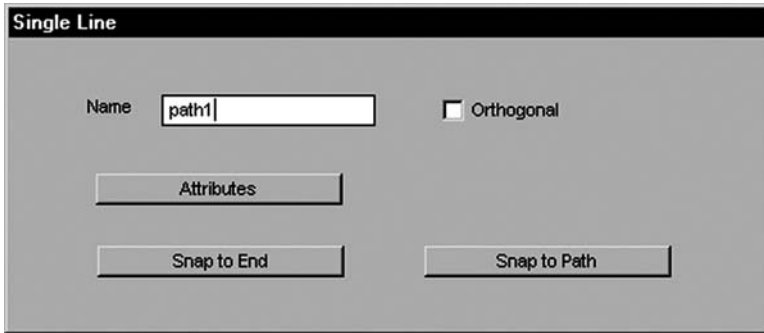 Single Line
Name path1 Orthogonal
Attributes
Snap to End Snap to Path